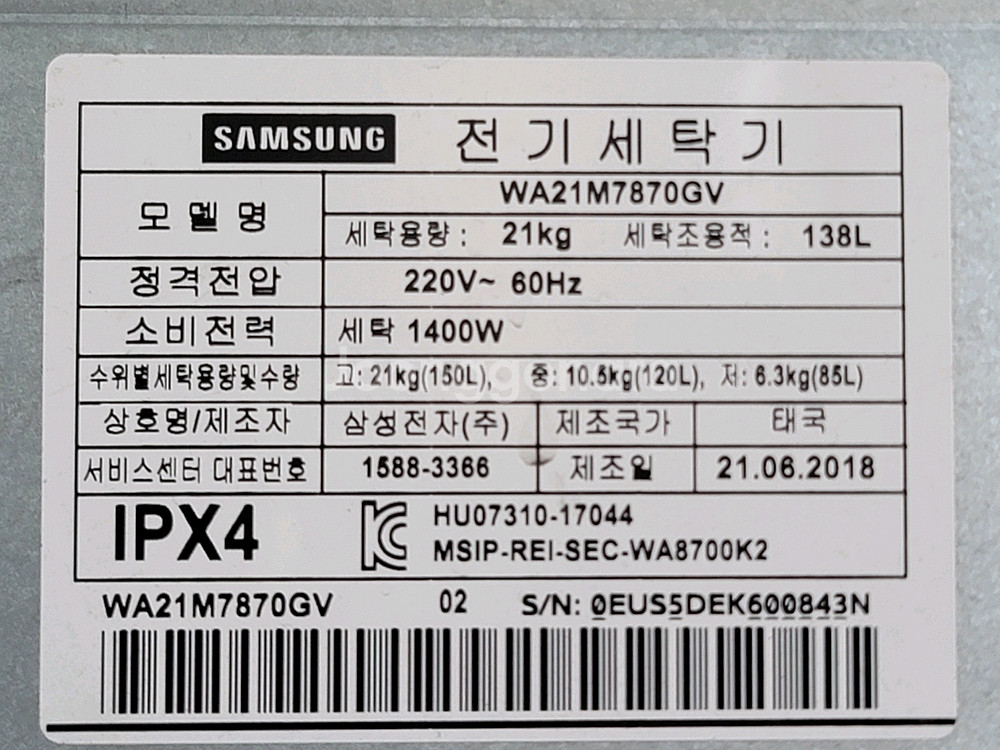 SAMSUNG 전기세탁기
모델명 WA21M7870GV
세탁용량 : 21kg 세탁조용적 : 138L
정격전압 220V~ 60Hz
소비전력 세탁 1400W
수위별세탁용량및수량 고: 21kg(150L), 중: 10.5kg(120L), 저: 6.3kg(85L)
상호명/제조자 삼성전자(주) 제조국가 태국
서비스센터 대표번호 1588-3366 제조일 21.06.2018
IPX4 HU07310-17044
MSIP-REI-SEC-WA8700K2
WA21M7870GV 02 S/N: 0EUS5DEK600843N